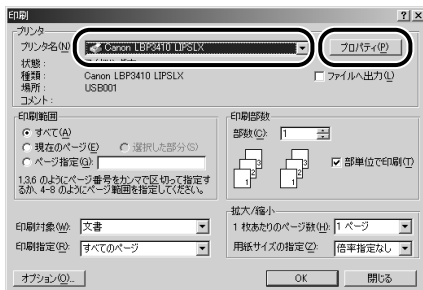 印刷
プリンタ
プリンタ名(N): Canon LBP3410 LIPSLX プロパティ(P)
状態:
種類: Canon LBP3410 LIPSLX ファイルへ出力(L)
場所: USB001
コメント:
印刷範囲
すべて(A)
現在のページ(E) 選択した部分(S)
ページ指定(G):
1,3,6 のようにページ番号をカンマで区切って指定す
るか、4-8 のようにページ範囲を指定してください。
印刷部数
部数(C): 1
部単位で印刷(T)
印刷対象(W): 文書
印刷指定(R): すべてのページ
拡大/縮小
1 枚あたりのページ数(H): 1 ページ
用紙サイズの指定(Z): 倍率指定なし
オプション(O)... OK 閉じる